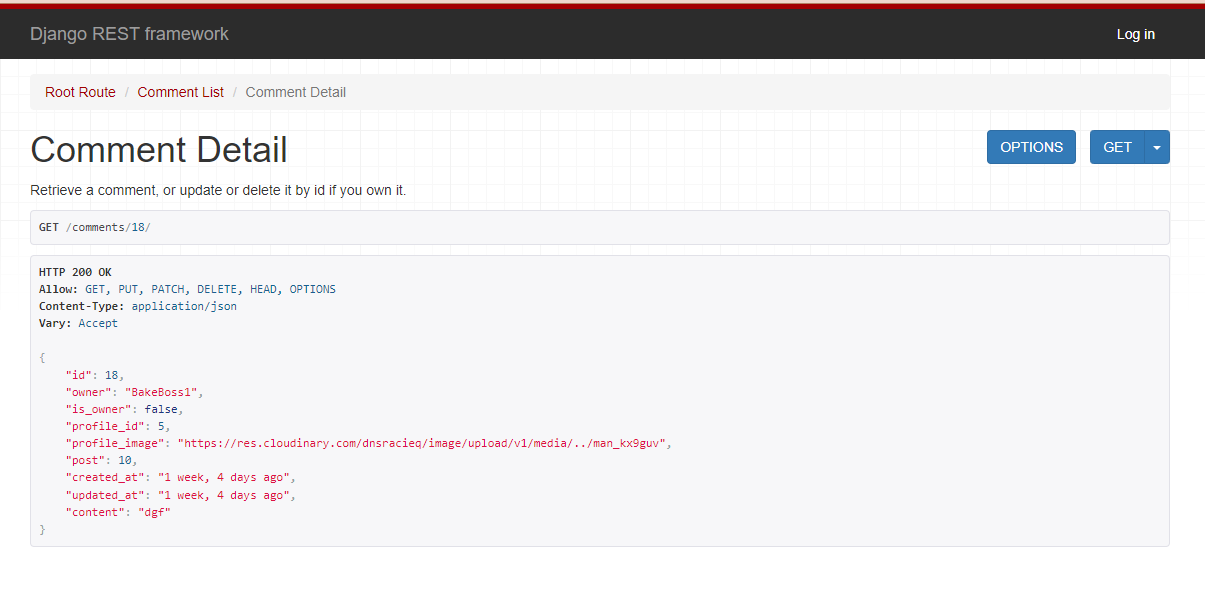 Django REST framework
Log in
Root Route / Comment List / Comment Detail
Comment Detail
OPTIONS
GET
Retrieve a comment, or update or delete it by id if you own it.
GET /comments/18/
HTTP 200 OK
Allow: GET, PUT, PATCH, DELETE, HEAD, OPTIONS
Content-Type: application/json
Vary: Accept
{
    "id": 18,
    "owner": "BakeBoss1",
    "is_owner": false,
    "profile_id": 5,
    "profile_image": "https://res.cloudinary.com/dnsracieq/image/upload/v1/media/../man_kx9guv",
    "post": 10,
    "created_at": "1 week, 4 days ago",
    "updated_at": "1 week, 4 days ago",
    "content": "dgf"
}